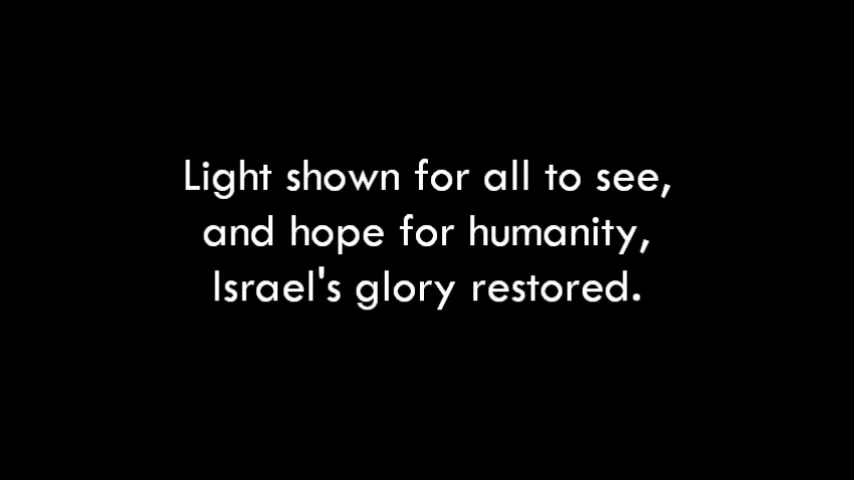 Light shown for all to see,
and hope for humanity,
Israel's glory restored.